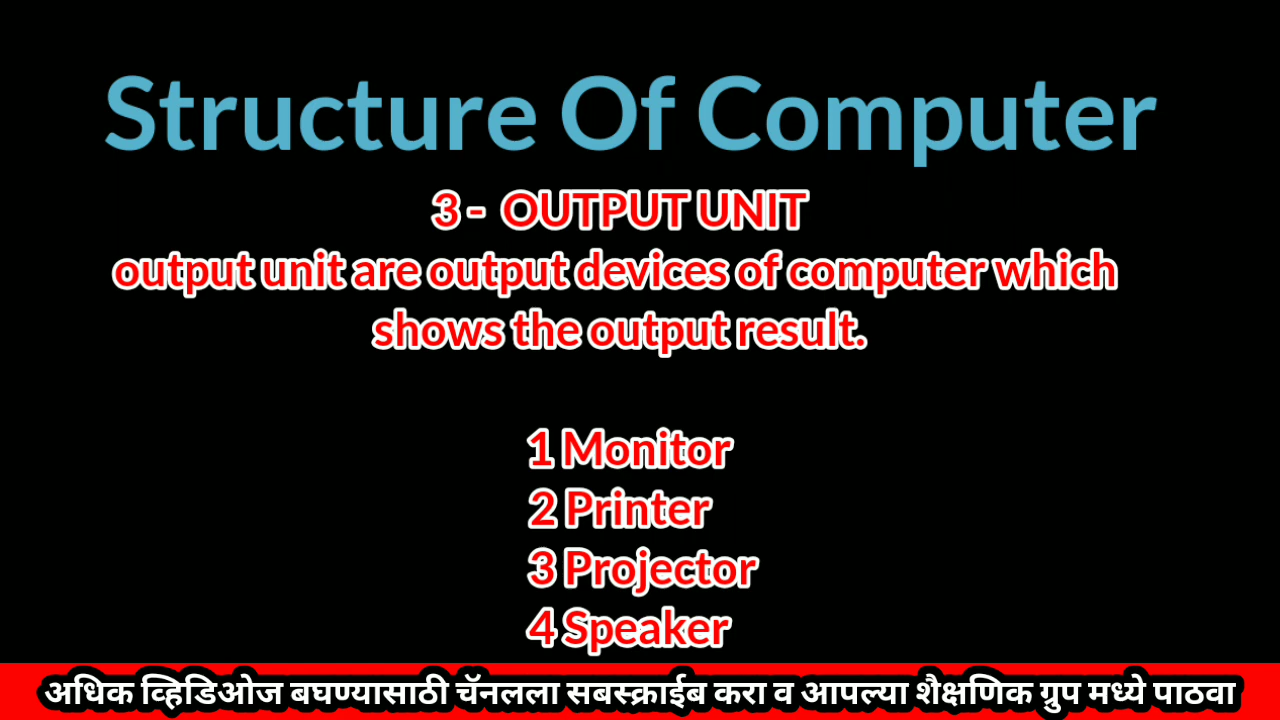 Structure Of Computer
3 - OUTPUT UNIT
output unit are output devices of computer which
shows the output result.
1 Monitor
2 Printer
3 Projector
4 Speaker
अधिक व्हिडिओज बघण्यासाठी चॅनलला सबस्क्राईब करा व आपल्या शैक्षणिक ग्रुप मध्ये पाठवा